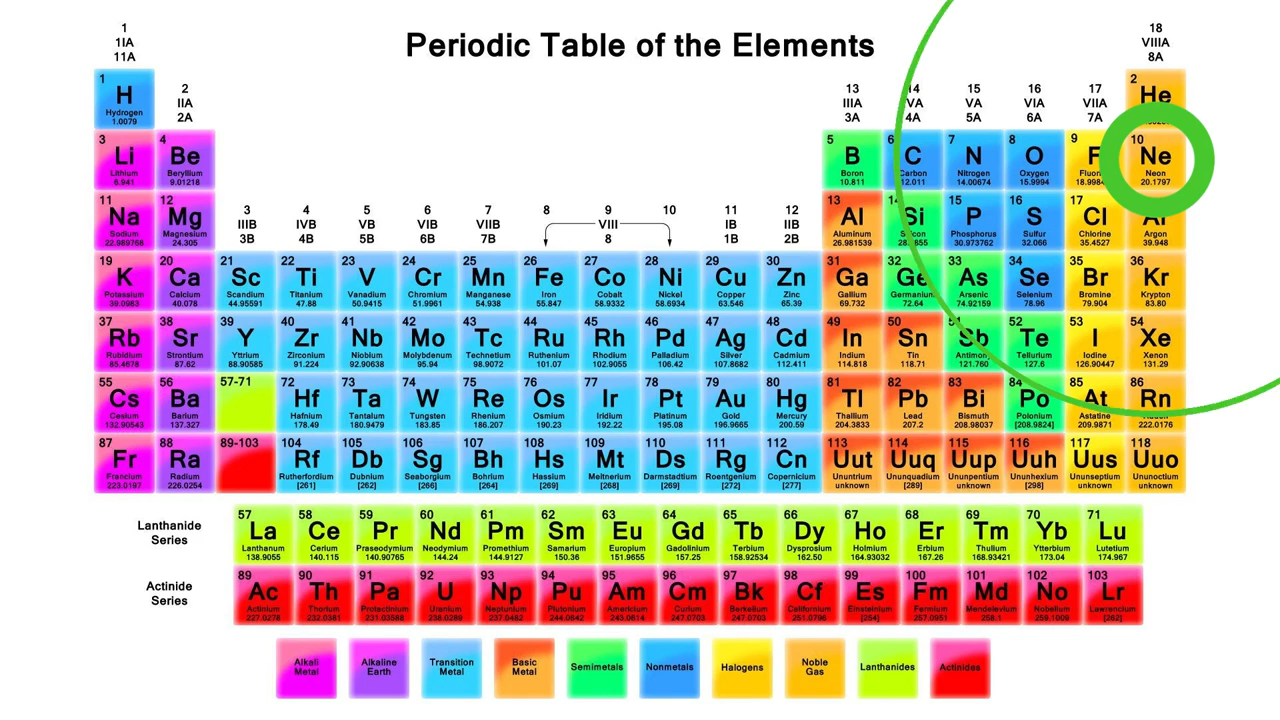 Periodic Table of the Elements
1
1IA
11A
18
VIIIA
8A
2
IIA
2A
13
IIIA
3A
14
IVA
4A
15
VA
5A
16
VIA
6A
17
VIIA
7A
3
IIIB
3B
4
IVB
4B
5
VB
5B
6
VIB
6B
7
VIIB
7B
8 9 10
VIII
8
11
IB
1B
12
IIB
2B
1
H
Hydrogen
1.0079
2
He
3
Li
Lithium
6.941
4
Be
Beryllium
9.01218
5
B
Boron
10.811
6
C
Carbon
12.011
7
N
Nitrogen
14.00674
8
O
Oxygen
15.9994
9
F
18.9984
10
Ne
Neon
20.1797
11
Na
Sodium
22.989768
12
Mg
Magnesium
24.305
13
Al
Aluminum
26.981539
14
Si
Silicon
15
P
Phosphorus
30.973762
16
S
Sulfur
32.066
17
Cl
Chlorine
35.4527
Ar
Argon
39.948
19
K
Potassium
39.0983
20
Ca
Calcium
40.078
21
Sc
Scandium
44.95591
22
Ti
Titanium
47.88
23
V
Vanadium
50.9415
24
Cr
Chromium
51.9961
25
Mn
Manganese
54.938
26
Fe
Iron
55.847
27
Co
Cobalt
58.9332
28
Ni
Nickel
58.6934
29
Cu
Copper
63.546
30
Zn
Zinc
65.39
31
Ga
Gallium
69.732
32
Ge
Germanium
72.64
33
As
Arsenic
74.92159
34
Se
Selenium
78.96
35
Br
Bromine
79.904
36
Kr
Krypton
83.80
37
Rb
Rubidium
85.4678
38
Sr
Strontium
87.62
39
Y
Yttrium
88.90585
40
Zr
Zirconium
91.224
41
Nb
Niobium
92.90638
42
Mo
Molybdenum
95.94
43
Tc
Technetium
98.9072
44
Ru
Ruthenium
101.07
45
Rh
Rhodium
102.9055
46
Pd
Palladium
106.42
47
Ag
Silver
107.8682
48
Cd
Cadmium
112.411
49
In
Indium
114.818
50
Sn
Tin
118.71
51
Sb
Antimony
121.760
52
Te
Tellurium
127.6
53
I
Iodine
126.90447
54
Xe
Xenon
131.29
55
Cs
Cesium
132.90543
56
Ba
Barium
137.327
57-71
72
Hf
Hafnium
178.49
73
Ta
Tantalum
180.9479
74
W
Tungsten
183.85
75
Re
Rhenium
186.207
76
Os
Osmium
190.23
77
Ir
Iridium
192.22
78
Pt
Platinum
195.08
79
Au
Gold
196.9665
80
Hg
Mercury
200.59
81
Tl
Thallium
204.3833
82
Pb
Lead
207.2
83
Bi
Bismuth
208.98037
84
Po
Polonium
[208.9824]
85
At
Astatine
209.9871
86
Rn
222.0176
87
Fr
Francium
223.0197
88
Ra
Radium
226.0254
89-103
104
Rf
Rutherfordium
[261]
105
Db
Dubnium
[262]
106
Sg
Seaborgium
[266]
107
Bh
Bohrium
[264]
108
Hs
Hassium
[269]
109
Mt
Meitnerium
[268]
110
Ds
Darmstadtium
[269]
111
Rg
Roentgenium
[272]
112
Cn
Copernicium
[277]
113
Uut
Ununtrium
unknown
114
Uuq
Ununquadium
[289]
115
Uup
Ununpentium
unknown
116
Uuh
Ununhexium
[298]
117
Uus
Ununseptium
unknown
118
Uuo
Ununoctium
unknown
Lanthanide
Series
57
La
Lanthanum
138.9055
58
Ce
Cerium
140.115
59
Pr
Praseodymium
140.90765
60
Nd
Neodymium
144.24
61
Pm
Promethium
144.9127
62
Sm
Samarium
150.36
63
Eu
Europium
151.9655
64
Gd
Gadolinium
157.25
65
Tb
Terbium
158.92534
66
Dy
Dysprosium
162.50
67
Ho
Holmium
164.93032
68
Er
Erbium
167.26
69
Tm
Thulium
168.93421
70
Yb
Ytterbium
173.04
71
Lu
Lutetium
174.967
Actinide
Series
89
Ac
Actinium
227.0278
90
Th
Thorium
232.0381
91
Pa
Protactinium
231.03588
92
U
Uranium
238.0289
93
Np
Neptunium
237.0482
94
Pu
Plutonium
244.0642
95
Am
Americium
243.0614
96
Cm
Curium
247.0703
97
Bk
Berkelium
247.0703
98
Cf
Californium
251.0796
99
Es
Einsteinium
[254]
100
Fm
Fermium
257.0951
101
Md
Mendelevium
258.1
102
No
Nobelium
259.1009
103
Lr
Lawrencium
[262]
Alkali
Metal
Alkaline
Earth
Transition
Metal
Basic
Metal
Semimetals
Nonmetals
Halogens
Noble
Gas
Lanthanides
Actinides